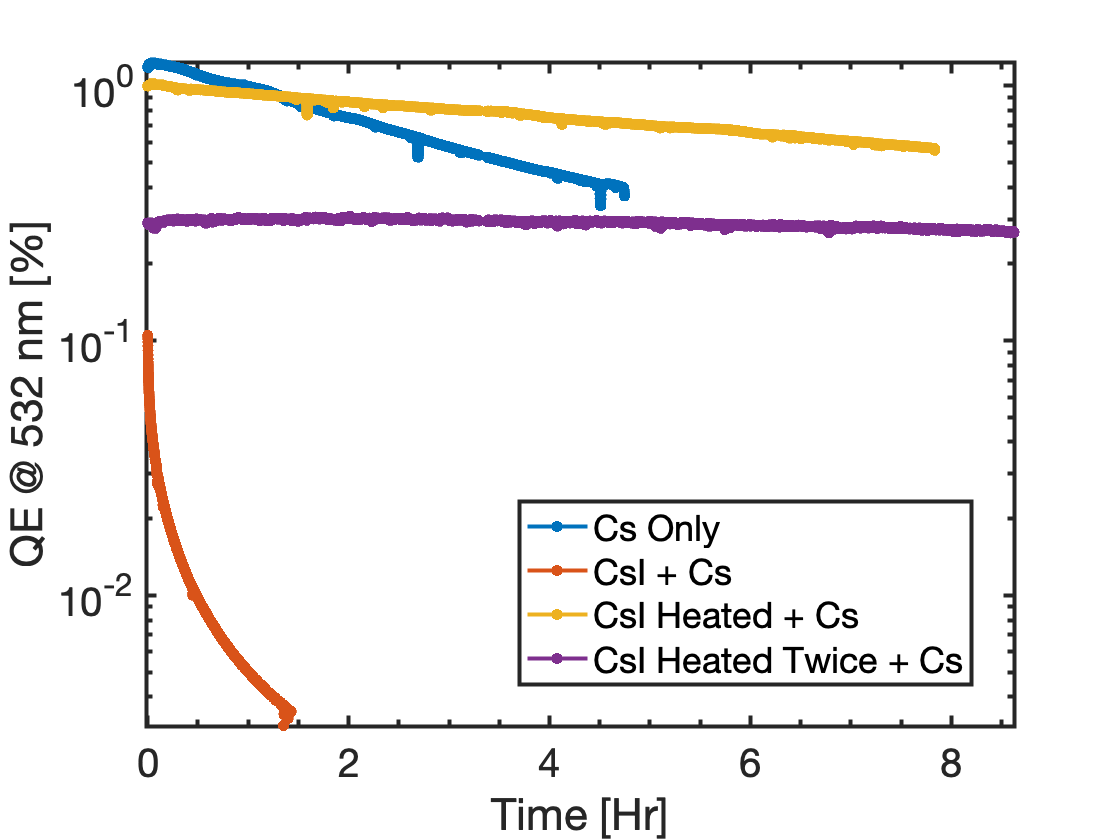 10^0
10^-1
10^-2
QE @ 532 nm [%]
Cs Only
CsI + Cs
CsI Heated + Cs
CsI Heated Twice + Cs
0 2 4 6 8
Time [Hr]